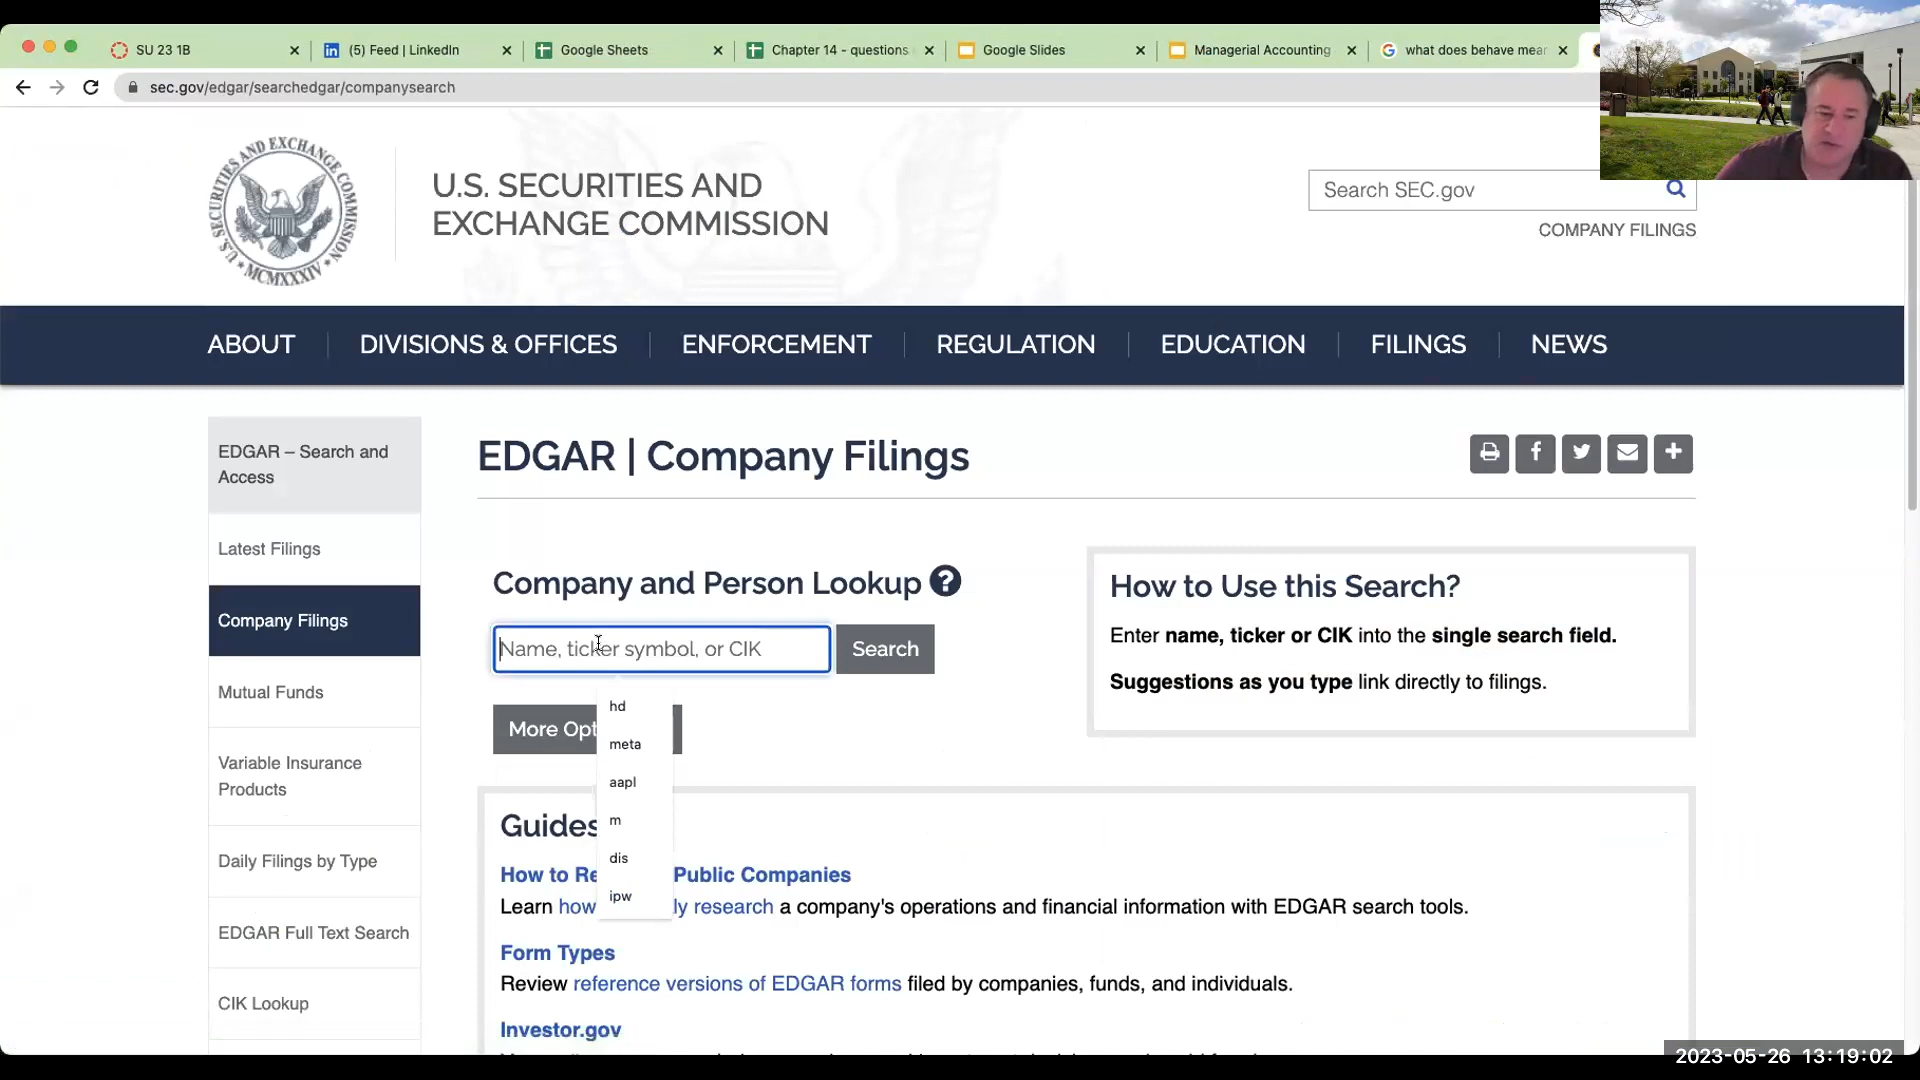 SU 23 1B
(5) Feed | LinkedIn
Google Sheets
Chapter 14 - questions
Google Slides
Managerial Accounting
what does behave mear
sec.gov/edgar/searchedgar/companysearch
SECURITIES AND EXCHANGE COMMISSION
U.S.
MCMXXXIV
U.S. SECURITIES AND
EXCHANGE COMMISSION
Search SEC.gov
COMPANY FILINGS
ABOUT
DIVISIONS & OFFICES
ENFORCEMENT
REGULATION
EDUCATION
FILINGS
NEWS
EDGAR – Search and
Access
Latest Filings
Company Filings
Mutual Funds
Variable Insurance
Products
Daily Filings by Type
EDGAR Full Text Search
CIK Lookup
EDGAR | Company Filings
Company and Person Lookup ?
Name, ticker symbol, or CIK
Search
hd
meta
aapl
m
dis
ipw
More Opt
How to Use this Search?
Enter name, ticker or CIK into the single search field.
Suggestions as you type link directly to filings.
Guides
How to Re Public Companies
Learn how ly research a company's operations and financial information with EDGAR search tools.
Form Types
Review reference versions of EDGAR forms filed by companies, funds, and individuals.
Investor.gov
2023-05-26 13:19:02